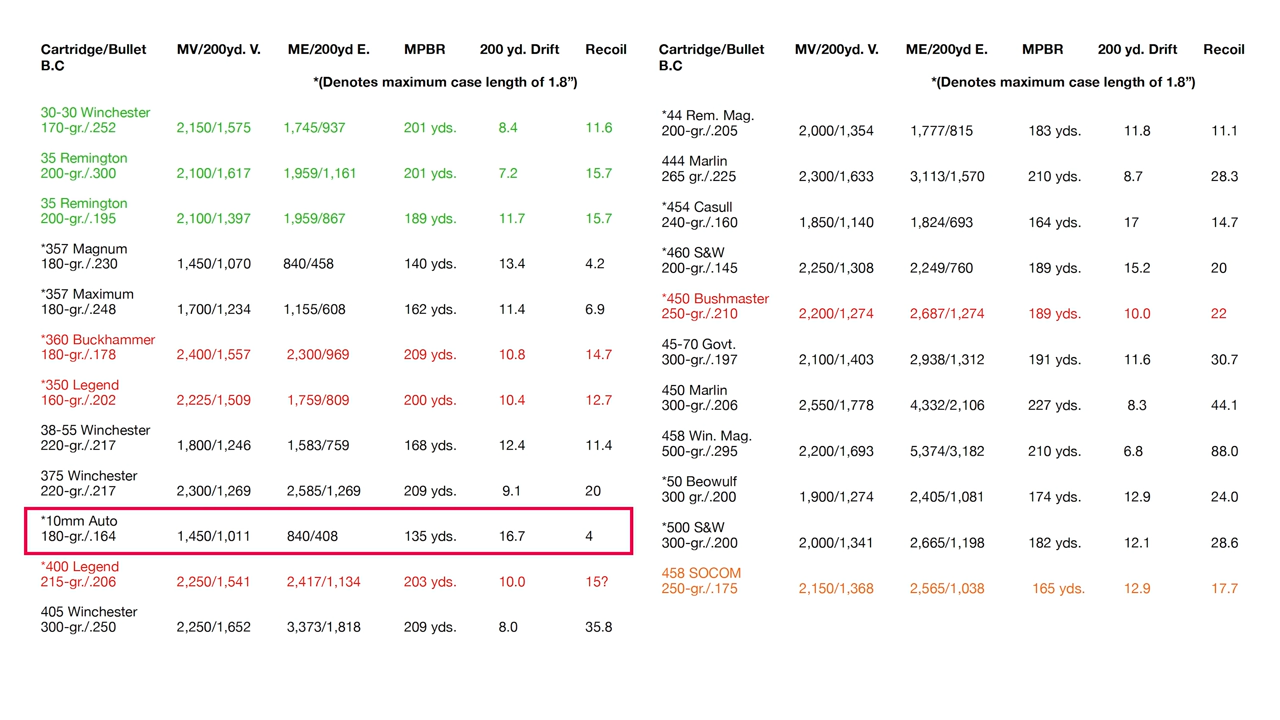 Cartridge/Bullet MV/200yd. V. ME/200yd E. MPBR 200 yd. Drift Recoil
B.C
*(Denotes maximum case length of 1.8”)
30-30 Winchester
170-gr./.252 2,150/1,575 1,745/937 201 yds. 8.4 11.6
35 Remington
200-gr./.300 2,100/1,617 1,959/1,161 201 yds. 7.2 15.7
35 Remington
200-gr./.195 2,100/1,397 1,959/867 189 yds. 11.7 15.7
*357 Magnum
180-gr./.230 1,450/1,070 840/458 140 yds. 13.4 4.2
*357 Maximum
180-gr./.248 1,700/1,234 1,155/608 162 yds. 11.4 6.9
*360 Buckhammer
180-gr./.178 2,400/1,557 2,300/969 209 yds. 10.8 14.7
*350 Legend
160-gr./.202 2,225/1,509 1,759/809 200 yds. 10.4 12.7
38-55 Winchester
220-gr./.217 1,800/1,246 1,583/759 168 yds. 12.4 11.4
375 Winchester
220-gr./.217 2,300/1,269 2,585/1,269 209 yds. 9.1 20
*10mm Auto
180-gr./.164 1,450/1,011 840/408 135 yds. 16.7 4
*400 Legend
215-gr./.206 2,250/1,541 2,417/1,134 203 yds. 10.0 15?
405 Winchester
300-gr./.250 2,250/1,652 3,373/1,818 209 yds. 8.0 35.8
Cartridge/Bullet MV/200yd. V. ME/200yd E. MPBR 200 yd. Drift Recoil
B.C
*(Denotes maximum case length of 1.8”)
*44 Rem. Mag.
200-gr./.205 2,000/1,354 1,777/815 183 yds. 11.8 11.1
444 Marlin
265 gr./.225 2,300/1,633 3,113/1,570 210 yds. 8.7 28.3
*454 Casull
240-gr./.160 1,850/1,140 1,824/693 164 yds. 17 14.7
*460 S&W
200-gr./.145 2,250/1,308 2,249/760 189 yds. 15.2 20
*450 Bushmaster
250-gr./.210 2,200/1,274 2,687/1,274 189 yds. 10.0 22
45-70 Govt.
300-gr./.197 2,100/1,403 2,938/1,312 191 yds. 11.6 30.7
450 Marlin
300-gr./.206 2,550/1,778 4,332/2,106 227 yds. 8.3 44.1
458 Win. Mag.
500-gr./.295 2,200/1,693 5,374/3,182 210 yds. 6.8 88.0
*50 Beowulf
300 gr./.200 1,900/1,274 2,405/1,081 174 yds. 12.9 24.0
*500 S&W
300-gr./.200 2,000/1,341 2,665/1,198 182 yds. 12.1 28.6
458 SOCOM
250-gr./.175 2,150/1,368 2,565/1,038 165 yds. 12.9 17.7